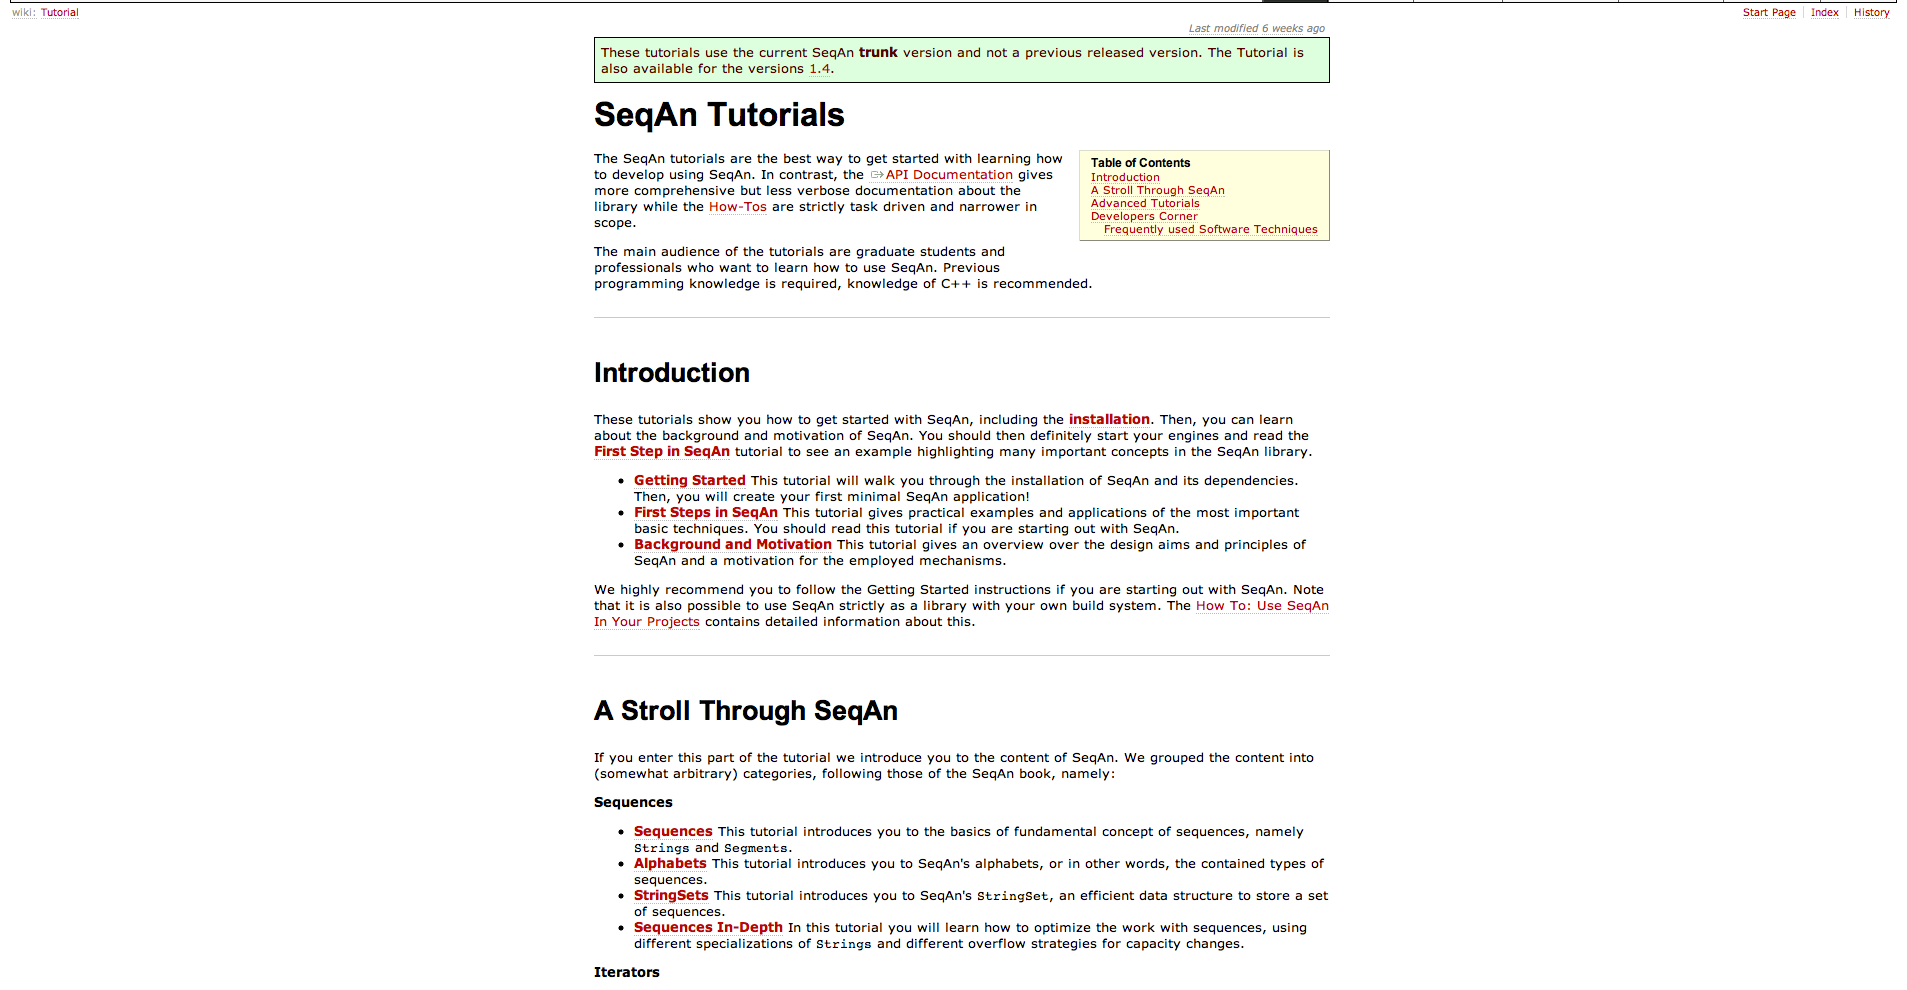 wiki: Tutorial
Start Page
Index
History
Last modified 6 weeks ago
These tutorials use the current SeqAn trunk version and not a previous released version. The Tutorial is
also available for the versions 1.4.
SeqAn Tutorials
The SeqAn tutorials are the best way to get started with learning how
to develop using SeqAn. In contrast, the API Documentation gives
more comprehensive but less verbose documentation about the
library while the How-Tos are strictly task driven and narrower in
scope.
Table of Contents
Introduction
A Stroll Through SeqAn
Advanced Tutorials
Developers Corner
Frequently used Software Techniques
The main audience of the tutorials are graduate students and
professionals who want to learn how to use SeqAn. Previous
programming knowledge is required, knowledge of C++ is recommended.
Introduction
These tutorials show you how to get started with SeqAn, including the installation. Then, you can learn
about the background and motivation of SeqAn. You should then definitely start your engines and read the
First Step in SeqAn tutorial to see an example highlighting many important concepts in the SeqAn library.
• Getting Started This tutorial will walk you through the installation of SeqAn and its dependencies.
Then, you will create your first minimal SeqAn application!
• First Steps in SeqAn This tutorial gives practical examples and applications of the most important
basic techniques. You should read this tutorial if you are starting out with SeqAn.
• Background and Motivation This tutorial gives an overview over the design aims and principles of
SeqAn and a motivation for the employed mechanisms.
We highly recommend you to follow the Getting Started instructions if you are starting out with SeqAn. Note
that it is also possible to use SeqAn strictly as a library with your own build system. The How To: Use SeqAn
In Your Projects contains detailed information about this.
A Stroll Through SeqAn
If you enter this part of the tutorial we introduce you to the content of SeqAn. We grouped the content into
(somewhat arbitrary) categories, following those of the SeqAn book, namely:
Sequences
• Sequences This tutorial introduces you to the basics of fundamental concept of sequences, namely
Strings and Segments.
• Alphabets This tutorial introduces you to SeqAn's alphabets, or in other words, the contained types of
sequences.
• StringSets This tutorial introduces you to SeqAn's StringSet, an efficient data structure to store a set
of sequences.
• Sequences In-Depth In this tutorial you will learn how to optimize the work with sequences, using
different specializations of Strings and different overflow strategies for capacity changes.
Iterators